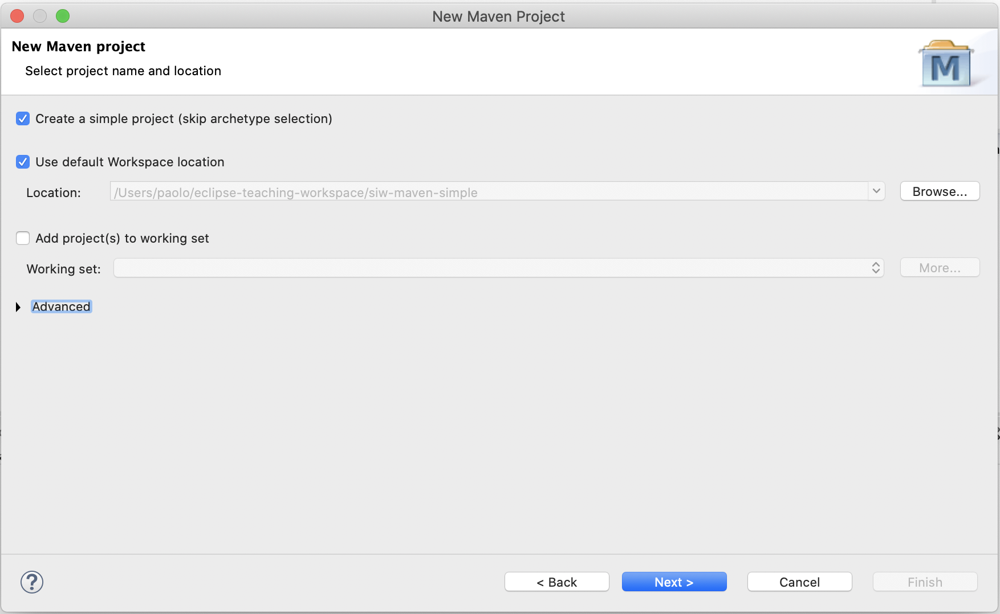 New Maven Project
New Maven project
Select project name and location
M
Create a simple project (skip archetype selection)
Use default Workspace location
Location: /Users/paolo/eclipse-teaching-workspace/siw-maven-simple Browse...
Add project(s) to working set
Working set: More...
Advanced
? < Back Next > Cancel Finish